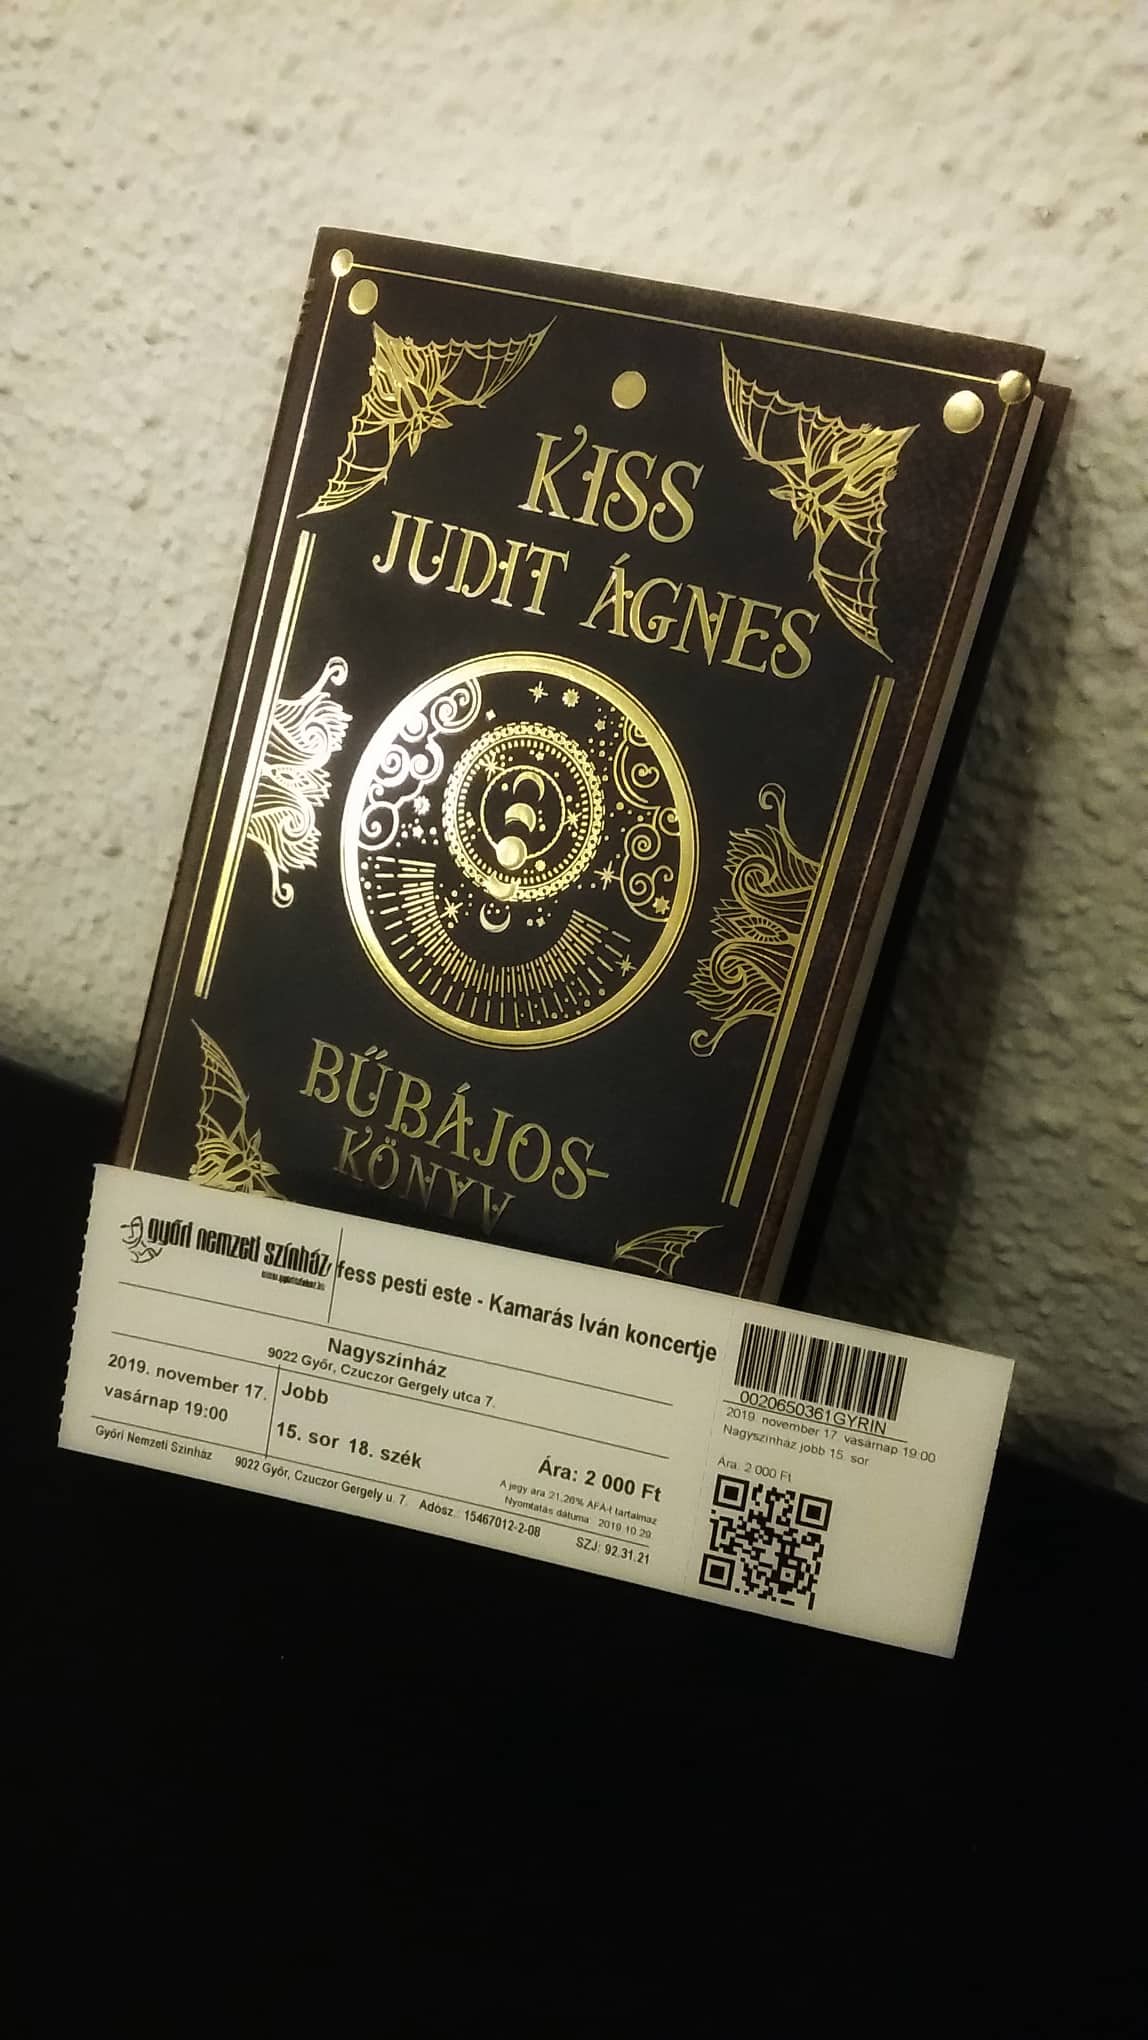 KISS
JUDIT ÁGNES
BŰBÁJOS-
KÖNYV
győri nemzeti színház
fess pesti este - Kamarás Iván koncertje
Nagyszínház
9022 Győr, Czuczor Gergely utca 7.
2019. november 17.
vasárnap 19:00
Jobb
15. sor 18. szék
Ára: 2 000 Ft
A jegy ára 21,26% ÁFÁ-t tartalmaz
Nyomtatás dátuma 2019.10.29.
Győri Nemzeti Színház
9022 Győr, Czuczor Gergely u. 7. Adósz.: 15467012-2-08
SZJ: 92.31.21
0020650361GYRIN
2019. november 17. vasárnap 19:00
Nagyszínház jobb 15. sor
Ára: 2 000 Ft